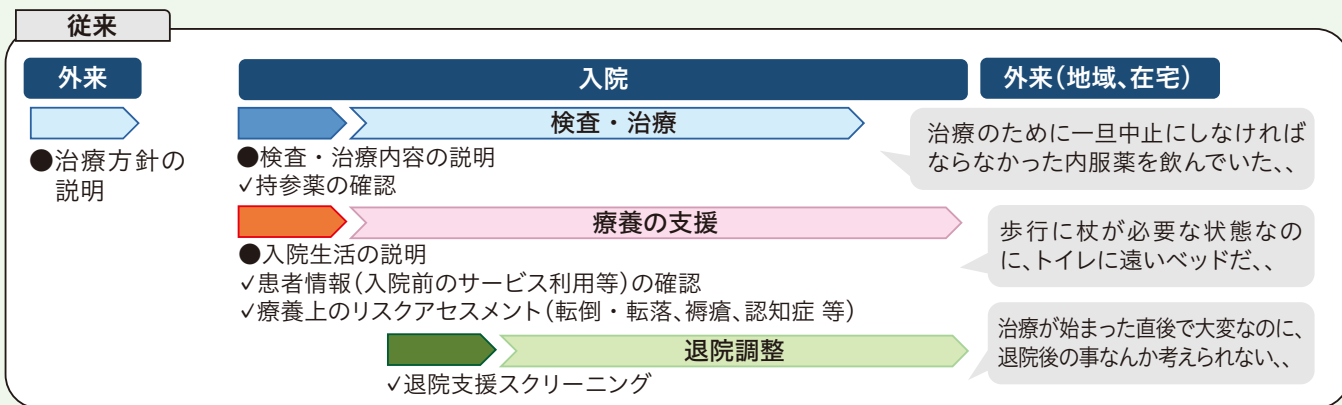 従来
外来
入院
外来（地域、在宅）
検査・治療
●治療方針の
説明
●検査・治療内容の説明
✓持参薬の確認
治療のために一旦中止にしなければ
ならなかった内服薬を飲んでいた、、
療養の支援
●入院生活の説明
✓患者情報（入院前のサービス利用等）の確認
✓療養上のリスクアセスメント（転倒・転落、褥瘡、認知症 等）
歩行に杖が必要な状態なの
に、トイレに遠いベッドだ、、
退院調整
✓退院支援スクリーニング
治療が始まった直後で大変なのに、
退院後の事なんか考えられない、、